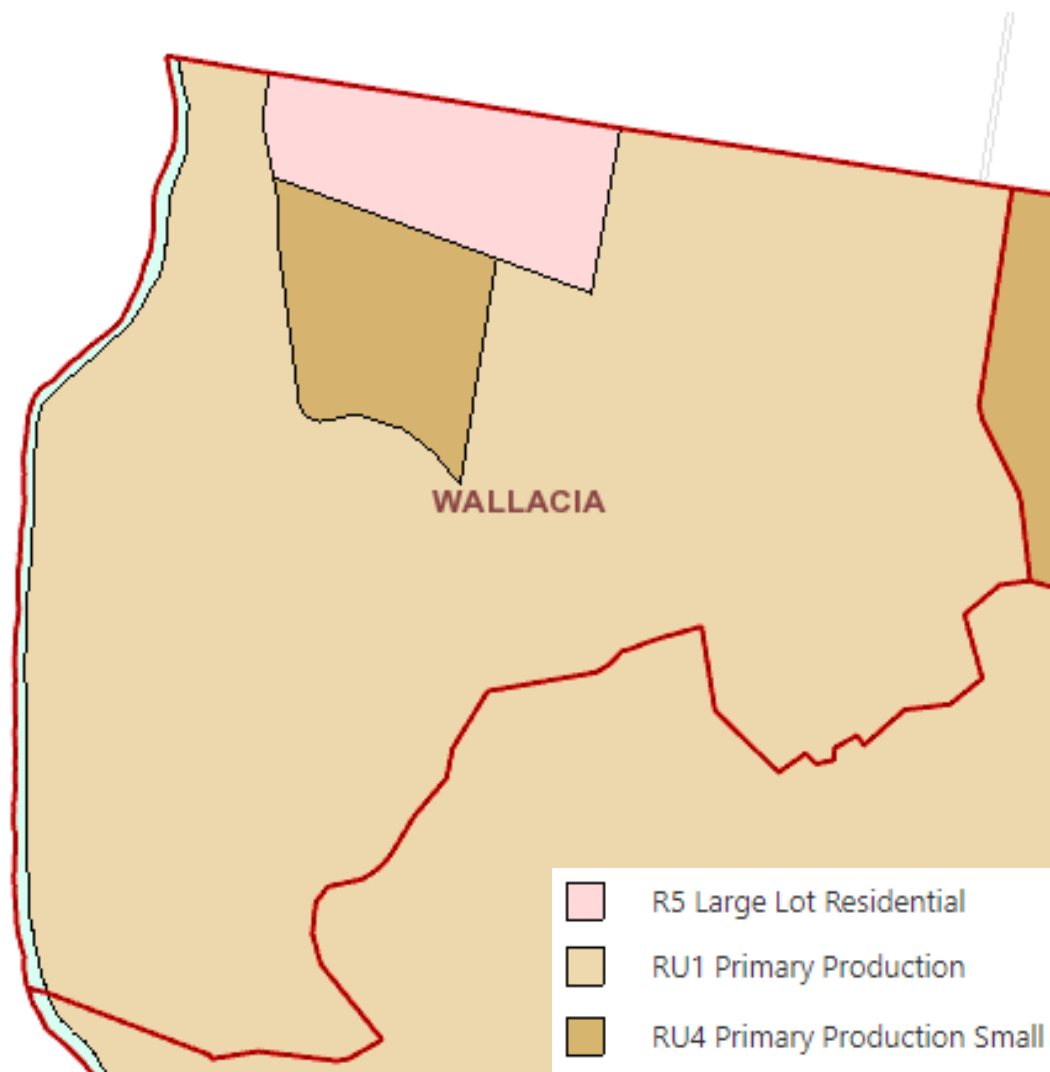 WALLACIA
R5 Large Lot Residential
RU1 Primary Production
RU4 Primary Production Small